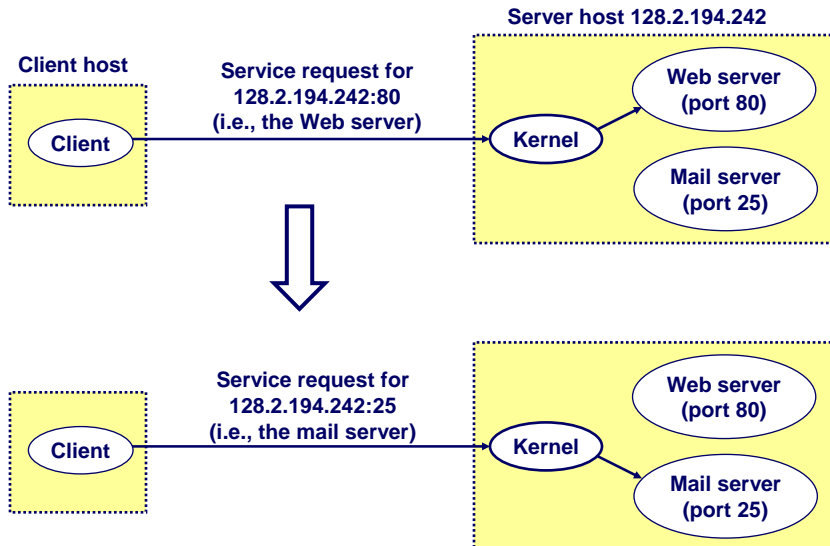 Server host 128.2.194.242
Client host
Service request for
128.2.194.242:80
(i.e., the Web server)
Client
Kernel
Web server
(port 80)
Mail server
(port 25)
Service request for
128.2.194.242:25
(i.e., the mail server)
Client
Kernel
Web server
(port 80)
Mail server
(port 25)